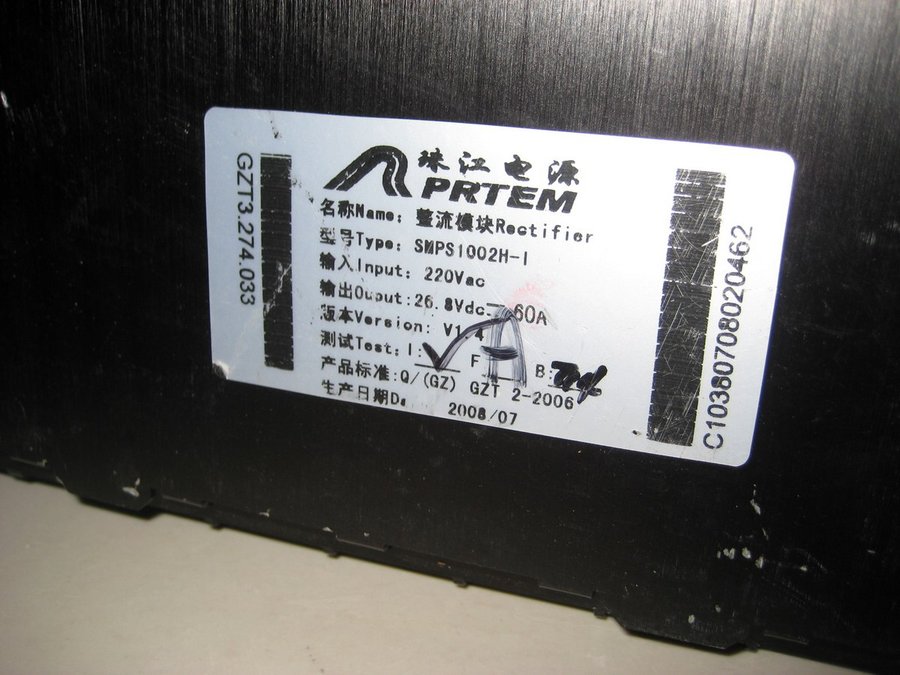 GZT3.274.033
珠江电源
PRTEM
名称Name: 整流模块Rectifier
型号Type: SMPS1002H-I
输入Input: 220Vac
输出Ouput:26.8Vdc 60A
版本Version: V1.4
测试Test: I: F B:
产品标准:Q/(GZ) GZT 2-2006
生产日期Da 2008/07
C10380708020462